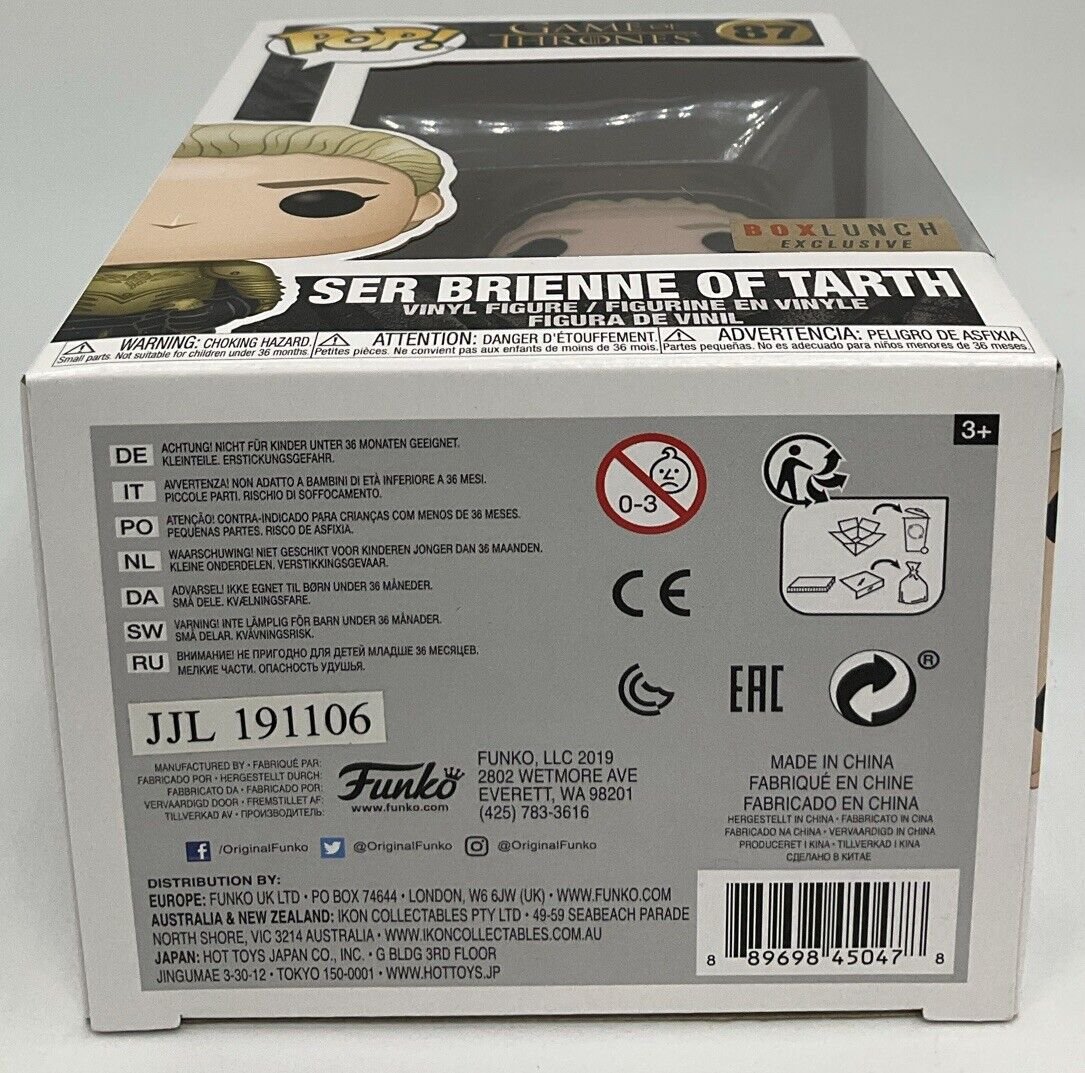 POP!
GAME OF
THRONES
87
BOXLUNCH
EXCLUSIVE
SER BRIENNE OF TARTH
VINYL FIGURE / FIGURINE EN VINYLE
FIGURA DE VINIL
WARNING: CHOKING HAZARD.
Small parts. Not suitable for children under 36 months.
ATTENTION: DANGER D'ÉTOUFFEMENT.
Petites pièces. Ne convient pas aux enfants de moins de 36 mois.
ADVERTENCIA: PELIGRO DE ASFIXIA.
Partes pequeñas. No es adecuado para niños menores de 36 meses.
3+
DE ACHTUNG! NICHT FÜR KINDER UNTER 36 MONATEN GEEIGNET.
KLEINTEILE. ERSTICKUNGSGEFAHR.
IT AVVERTENZA! NON ADATTO A BAMBINI DI ETÀ INFERIORE A 36 MESI.
PICCOLE PARTI. RISCHIO DI SOFFOCAMENTO.
PO ATENÇÃO! CONTRA-INDICADO PARA CRIANÇAS COM MENOS DE 36 MESES.
PEQUENAS PARTES. RISCO DE ASFIXIA.
NL WAARSCHUWING! NIET GESCHIKT VOOR KINDEREN JONGER DAN 36 MAANDEN.
KLEINE ONDERDELEN. VERSTIKKINGSGEVAAR.
DA ADVARSEL! IKKE EGNET TIL BØRN UNDER 36 MÅNEDER.
SMÅ DELE. KVÆLNINGSFARE.
SW VARNING! INTE LÄMPLIG FÖR BARN UNDER 36 MÅNADER.
SMÅ DELAR. KVÄVNINGSRISK.
RU ВНИМАНИЕ! НЕ ПРИГОДНО ДЛЯ ДЕТЕЙ МЛАДШЕ 36 МЕСЯЦЕВ.
МЕЛКИЕ ЧАСТИ. ОПАСНОСТЬ УДУШЬЯ.
0-3
CE
EAC
®
JJL 191106
MANUFACTURED BY • FABRIQUÉ PAR:
FABRICADO POR • HERGESTELLT DURCH:
FABBRICATO DA • FABRICADO POR:
VERVAARDIGD DOOR • FREMSTILLET AF:
TILLVERKAD AV • ПРОИЗВОДИТЕЛЬ:
Funko
www.funko.com
FUNKO, LLC 2019
2802 WETMORE AVE
EVERETT, WA 98201
(425) 783-3616
/OriginalFunko @OriginalFunko @OriginalFunko
MADE IN CHINA
FABRIQUÉ EN CHINE
FABRICADO EN CHINA
HERGESTELLT IN CHINA • FABBRICATO IN CINA
FABRICADO NA CHINA • VERVAARDIGD IN CHINA
PRODUCERET I KINA • TILLVERKAD I KINA
СДЕЛАНО В КИТАЕ
DISTRIBUTION BY:
EUROPE: FUNKO UK LTD • PO BOX 74644 • LONDON, W6 6JW (UK) • WWW.FUNKO.COM
AUSTRALIA & NEW ZEALAND: IKON COLLECTABLES PTY LTD • 49-59 SEABEACH PARADE
NORTH SHORE, VIC 3214 AUSTRALIA • WWW.IKONCOLLECTABLES.COM.AU
JAPAN: HOT TOYS JAPAN CO., INC. • G BLDG 3RD FLOOR
JINGUMAE 3-30-12 • TOKYO 150-0001 • WWW.HOTTOYS.JP
8 89698 45047 8